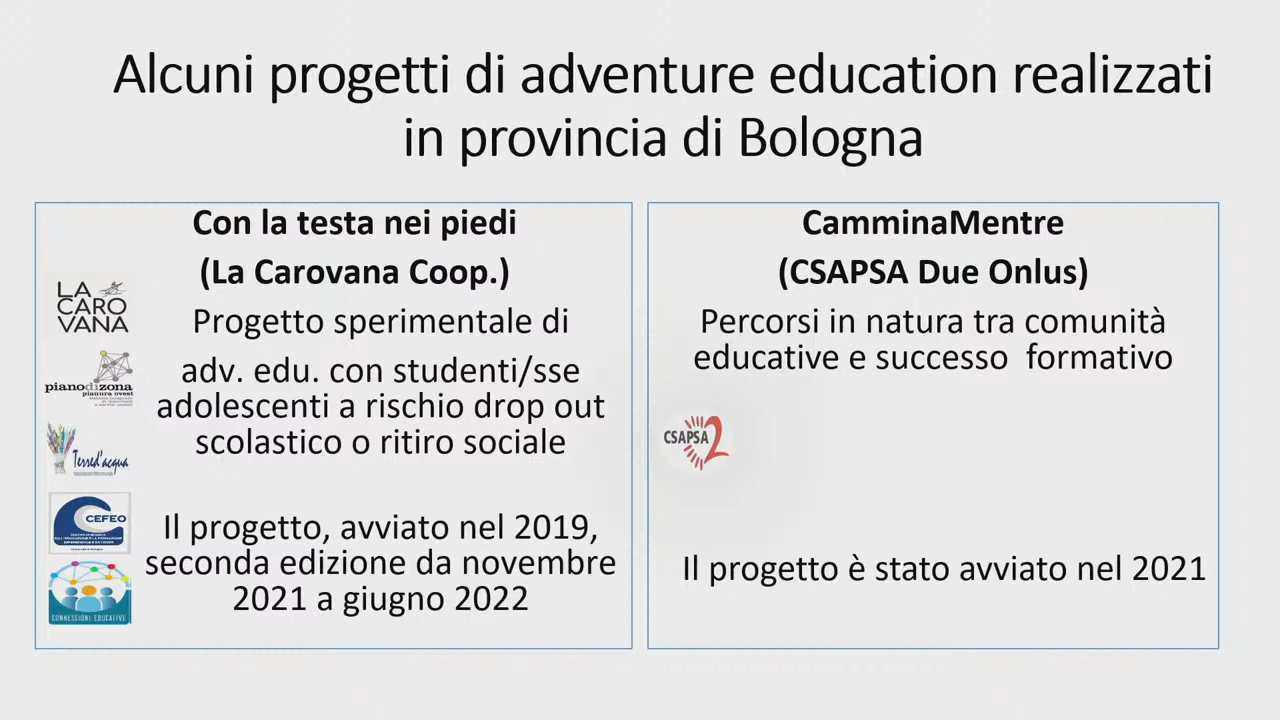 Alcuni progetti di adventure education realizzati
in provincia di Bologna
Con la testa nei piedi
(La Carovana Coop.)
Progetto sperimentale di
adv. edu. con studenti/sse
adolescenti a rischio drop out
scolastico o ritiro sociale
Il progetto, avviato nel 2019,
seconda edizione da novembre
2021 a giugno 2022
LA
CARO
VANA
pianodizona
pianura ovest
Terred'acqua
CEFEO
CONNESSIONI EDUCATIVE
CamminaMentre
(CSAPSA Due Onlus)
Percorsi in natura tra comunità
educative e successo  formativo
CSAPSA 2
Il progetto è stato avviato nel 2021